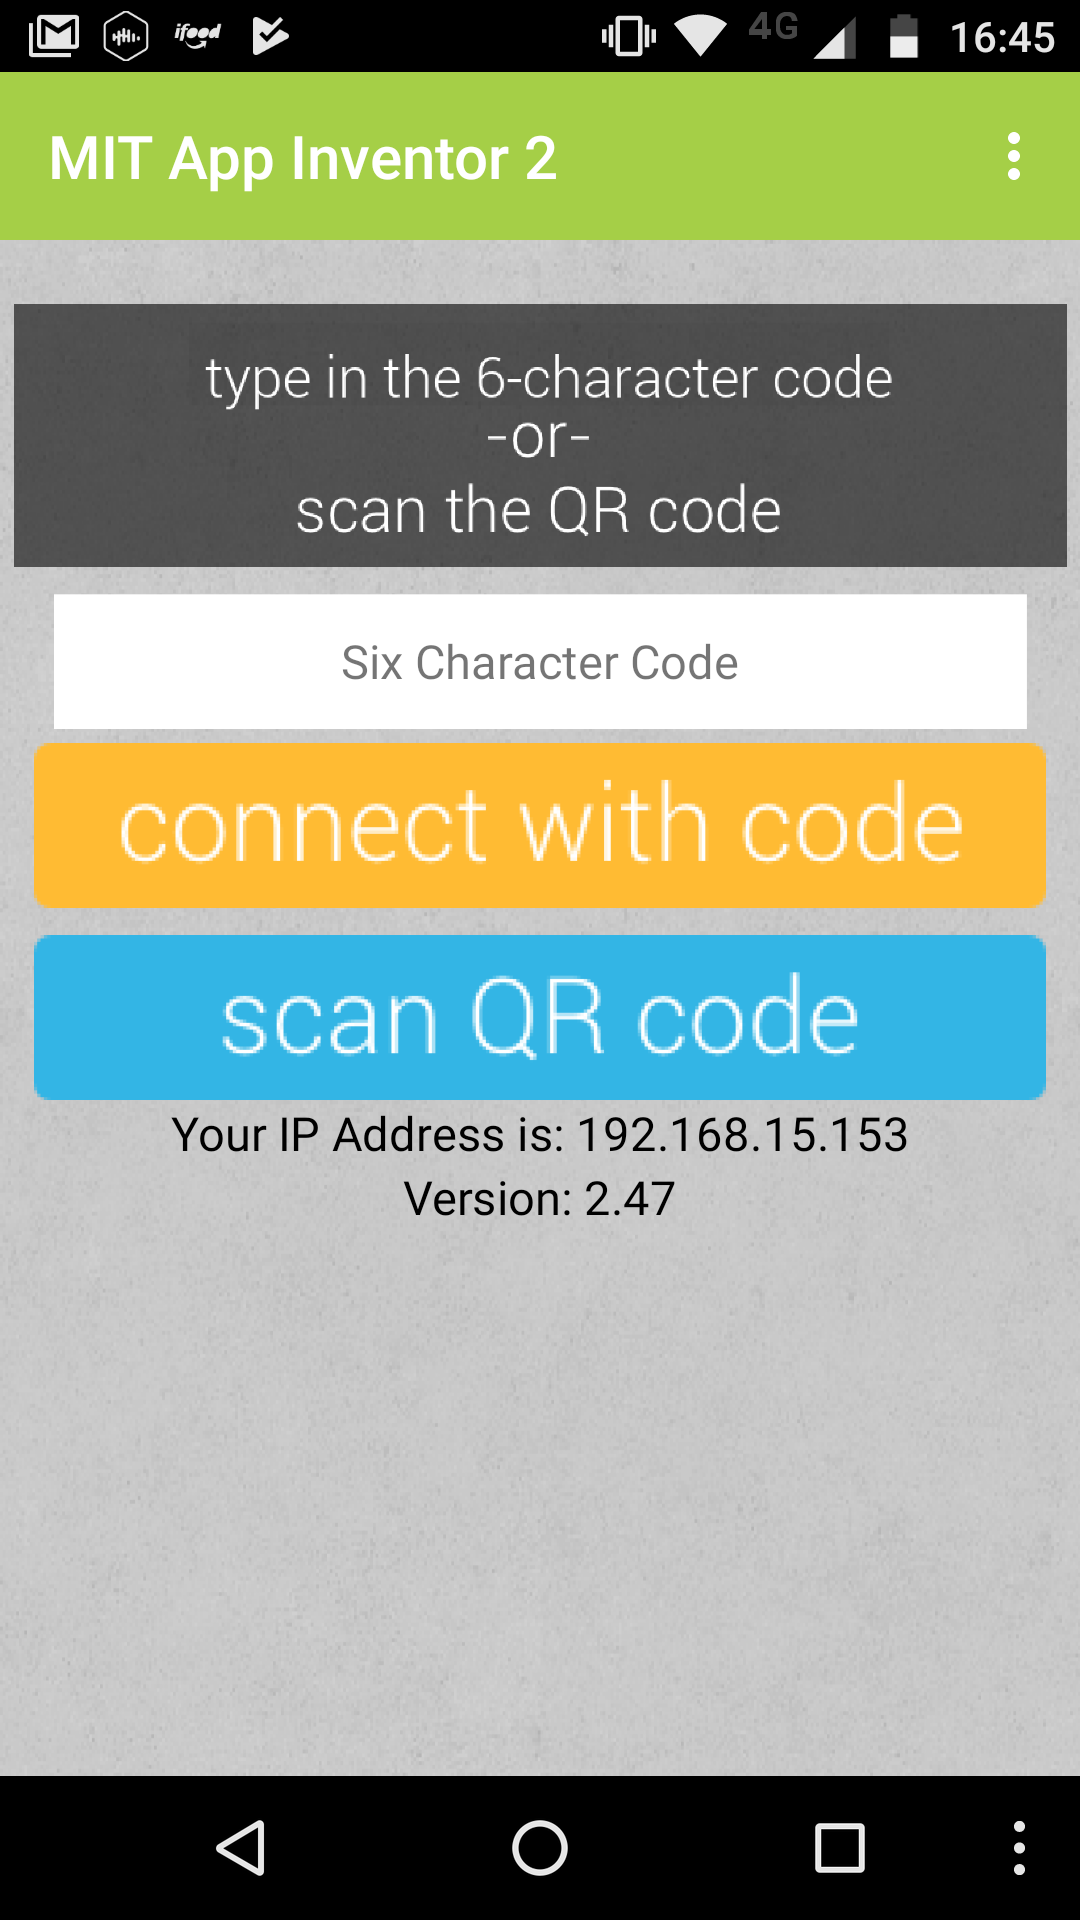 ifood
4G
16:45
MIT App Inventor 2
type in the 6-character code
-or-
scan the QR code
Six Character Code
connect with code
scan QR code
Your IP Address is: 192.168.15.153
Version: 2.47